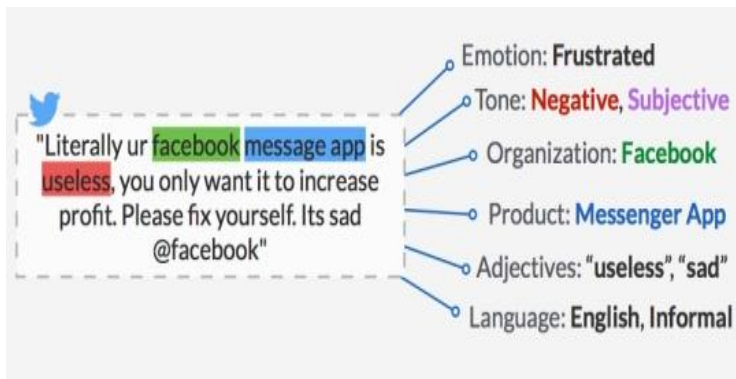 "Literally ur facebook message app is
useless, you only want it to increase
profit. Please fix yourself. Its sad
@facebook"
Emotion: Frustrated
Tone: Negative, Subjective
Organization: Facebook
Product: Messenger App
Adjectives: “useless”, “sad”
Language: English, Informal